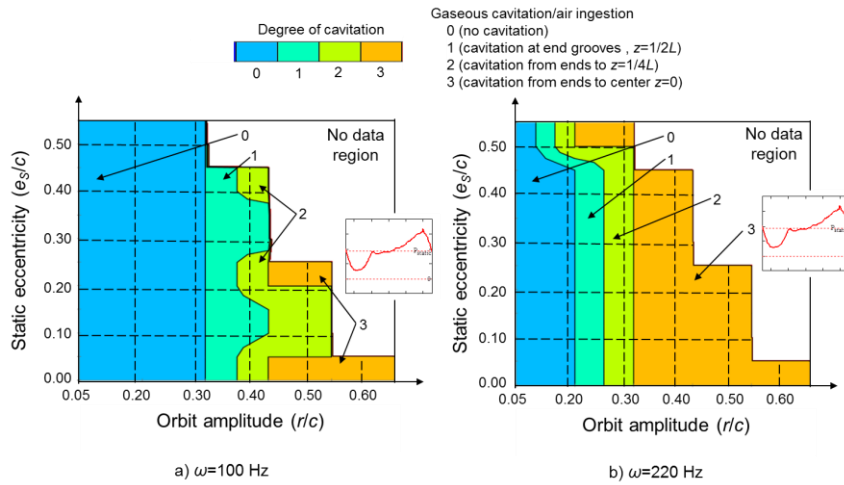 Degree of cavitation
0 1 2 3
Gaseous cavitation/air ingestion
0 (no cavitation)
1 (cavitation at end grooves , z=1/2L)
2 (cavitation from ends to z=1/4L)
3 (cavitation from ends to center z=0)
Static eccentricity (eS/c)
0.50
0.40
0.30
0.20
0.10
0.00
0
1
2
3
No data
region
Pstatic
0
0.05 0.20 0.30 0.40 0.50 0.60
Orbit amplitude (r/c)
a) ω=100 Hz
Static eccentricity (eS/c)
0.50
0.40
0.30
0.20
0.10
0.00
No data
region
0
1
2
3
Pstatic
0.05 0.20 0.30 0.40 0.50 0.60
Orbit amplitude (r/c)
b) ω=220 Hz